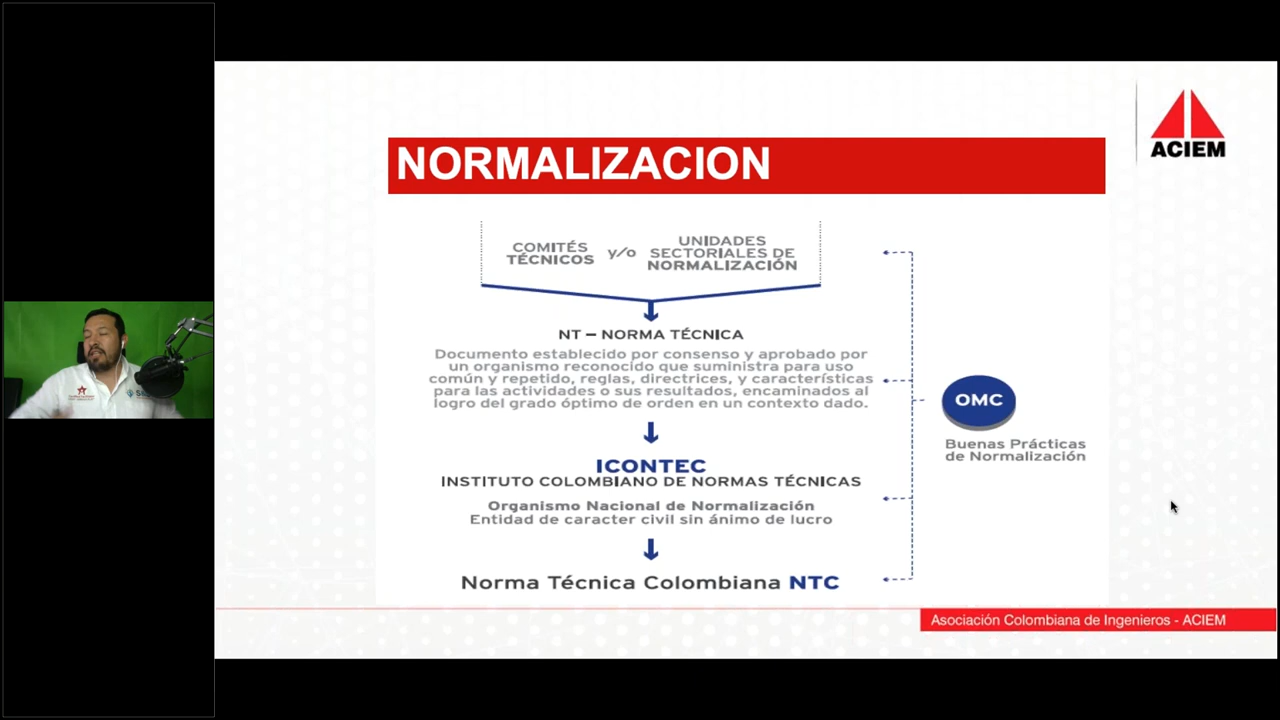 ACIEM
NORMALIZACION
COMITÉS
TÉCNICOS
y/o
UNIDADES
SECTORIALES DE
NORMALIZACIÓN
NT – NORMA TÉCNICA
Documento establecido por consenso y aprobado por
un organismo reconocido que suministra para uso
común y repetido, reglas, directrices, y características
para las actividades o sus resultados, encaminados al
logro del grado óptimo de orden en un contexto dado.
OMC
Buenas Prácticas
de Normalización
ICONTEC
INSTITUTO COLOMBIANO DE NORMAS TÉCNICAS
Organismo Nacional de Normalización
Entidad de caracter civil sin ánimo de lucro
Norma Técnica Colombiana NTC
Asociación Colombiana de Ingenieros - ACIEM